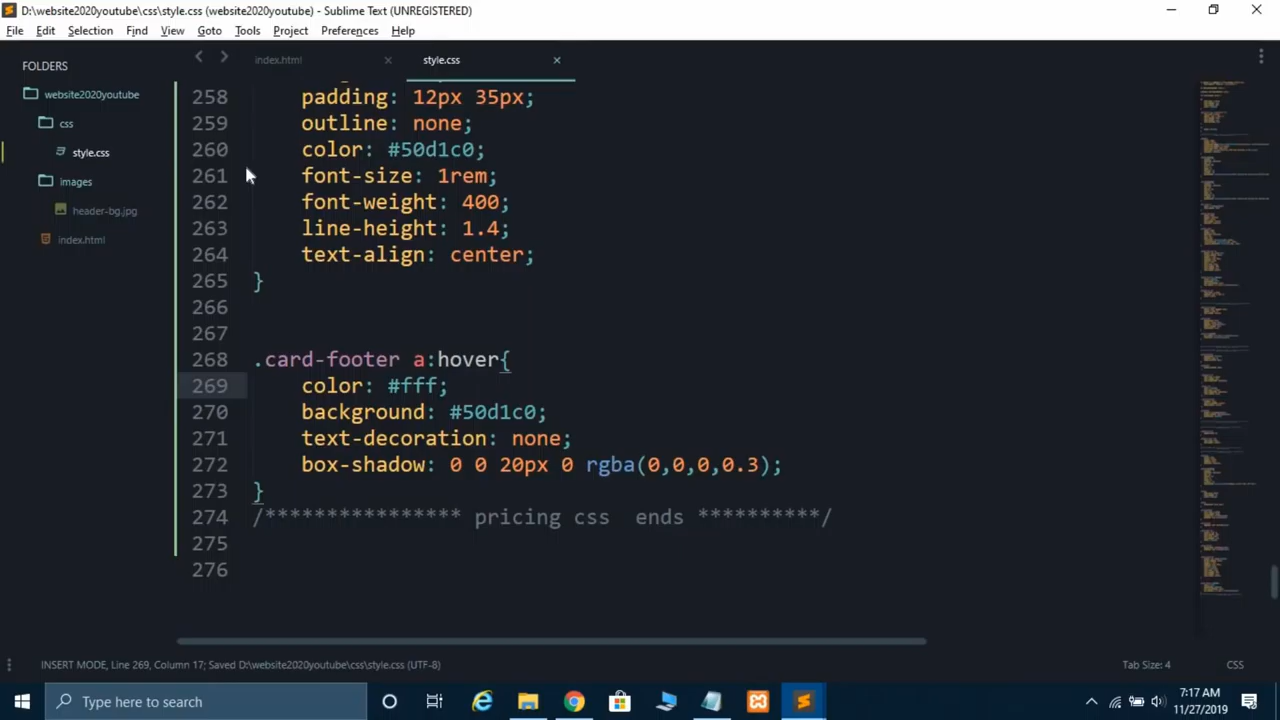 D:\website2020youtube\css\style.css (website2020youtube) - Sublime Text (UNREGISTERED)
File Edit Selection Find View Goto Tools Project Preferences Help
FOLDERS
website2020youtube
css
style.css
images
header-bg.jpg
index.html
index.html
style.css
258 padding: 12px 35px;
259 outline: none;
260 color: #50d1c0;
261 font-size: 1rem;
262 font-weight: 400;
263 line-height: 1.4;
264 text-align: center;
265 }
266
267
268 .card-footer a:hover{
269 color: #fff;
270 background: #50d1c0;
271 text-decoration: none;
272 box-shadow: 0 0 20px 0 rgba(0,0,0,0.3);
273 }
274 /**************** pricing css  ends **********/
275
276
INSERT MODE, Line 269, Column 17; Saved D:\website2020youtube\css\style.css (UTF-8)
Tab Size: 4
CSS
Type here to search
7:17 AM
11/27/2019